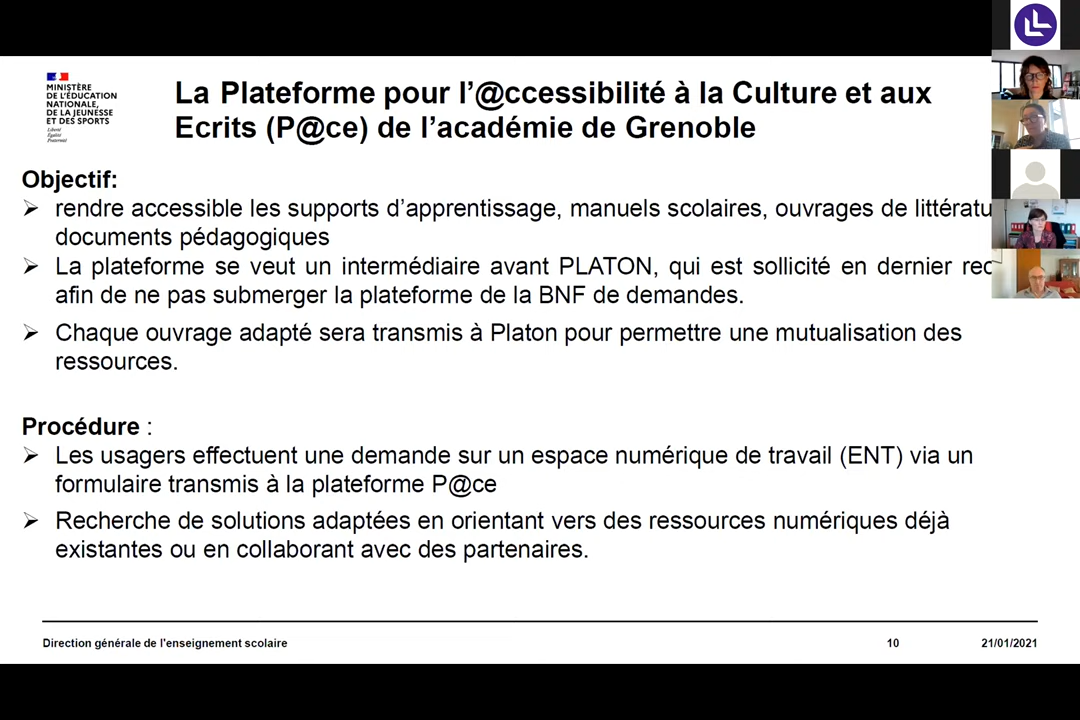 MINISTÈRE
DE L'ÉDUCATION
NATIONALE,
DE LA JEUNESSE
ET DES SPORTS
Liberté
Égalité
Fraternité
La Plateforme pour l'@ccessibilité à la Culture et aux
Ecrits (P@ce) de l'académie de Grenoble
Objectif:
➢ rendre accessible les supports d'apprentissage, manuels scolaires, ouvrages de
documents pédagogiques
➢ La plateforme se veut un intermédiaire avant PLATON, qui est sollicité en dernier
afin de ne pas submerger la plateforme de la BNF de demandes.
➢ Chaque ouvrage adapté sera transmis à Platon pour permettre une mutualisation des
ressources.
Procédure :
➢ Les usagers effectuent une demande sur un espace numérique de travail (ENT) via un
formulaire transmis à la plateforme P@ce
➢ Recherche de solutions adaptées en orientant vers des ressources numériques déjà
existantes ou en collaborant avec des partenaires.
Direction générale de l'enseignement scolaire 10 21/01/2021